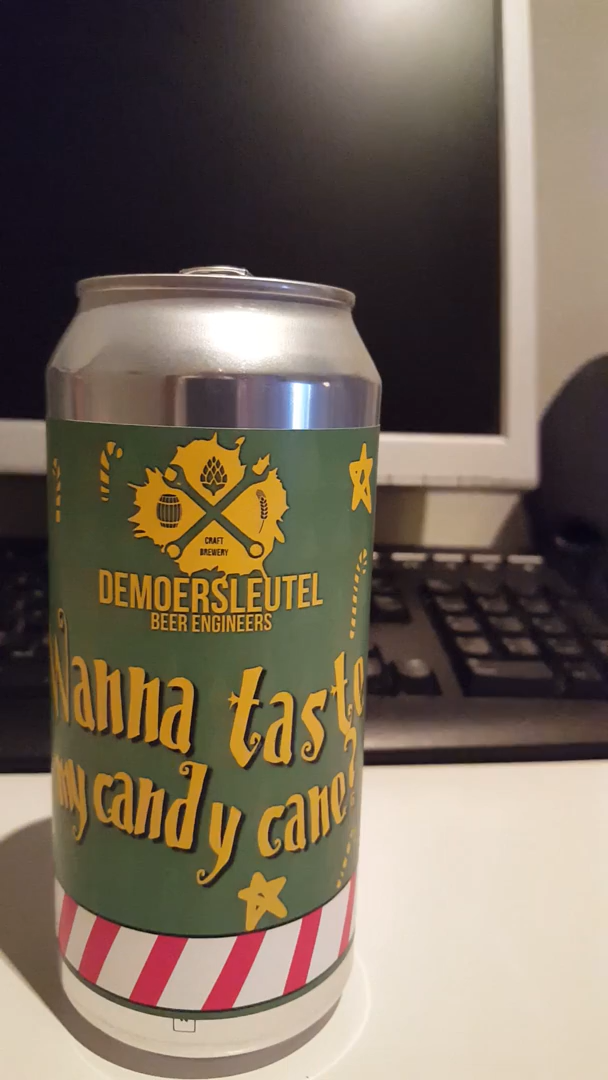 CRAFT
BREWERY
DEMOERSLEUTEL
BEER ENGINEERS
Wanna taste
my candy cane?